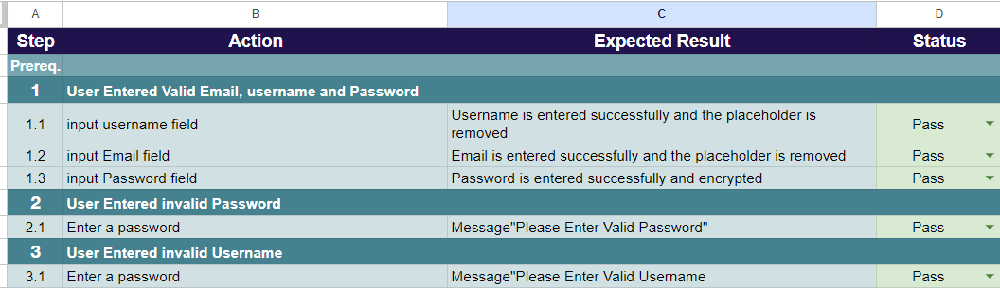 A B C D
Step Action Expected Result Status
Prereq.
1 User Entered Valid Email, username and Password
1.1 input username field Username is entered successfully and the placeholder is removed Pass
1.2 input Email field Email is entered successfully and the placeholder is removed Pass
1.3 input Password field Password is entered successfully and encrypted Pass
2 User Entered invalid Password
2.1 Enter a password Message"Please Enter Valid Password" Pass
3 User Entered invalid Username
3.1 Enter a password Message"Please Enter Valid Username Pass